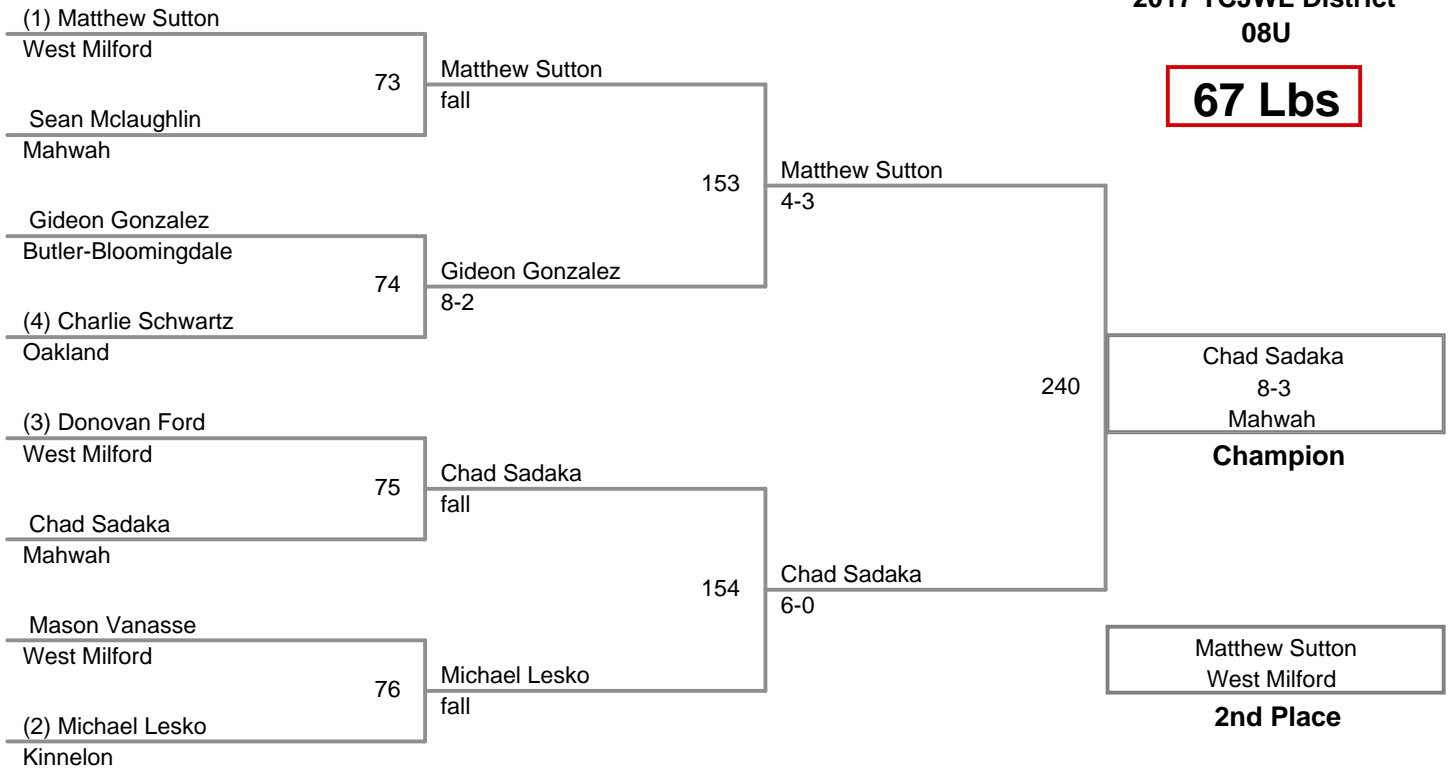 2017 TCJWL District
08U
67 Lbs
(1) Matthew Sutton
West Milford
73
Sean Mclaughlin
Mahwah
Matthew Sutton
fall
Gideon Gonzalez
Butler-Bloomingdale
74
(4) Charlie Schwartz
Oakland
Gideon Gonzalez
8-2
153
Matthew Sutton
4-3
(3) Donovan Ford
West Milford
75
Chad Sadaka
Mahwah
Chad Sadaka
fall
Mason Vanasse
West Milford
76
(2) Michael Lesko
Kinnelon
Michael Lesko
fall
154
Chad Sadaka
6-0
240
Chad Sadaka
8-3
Mahwah
Champion
Matthew Sutton
West Milford
2nd Place